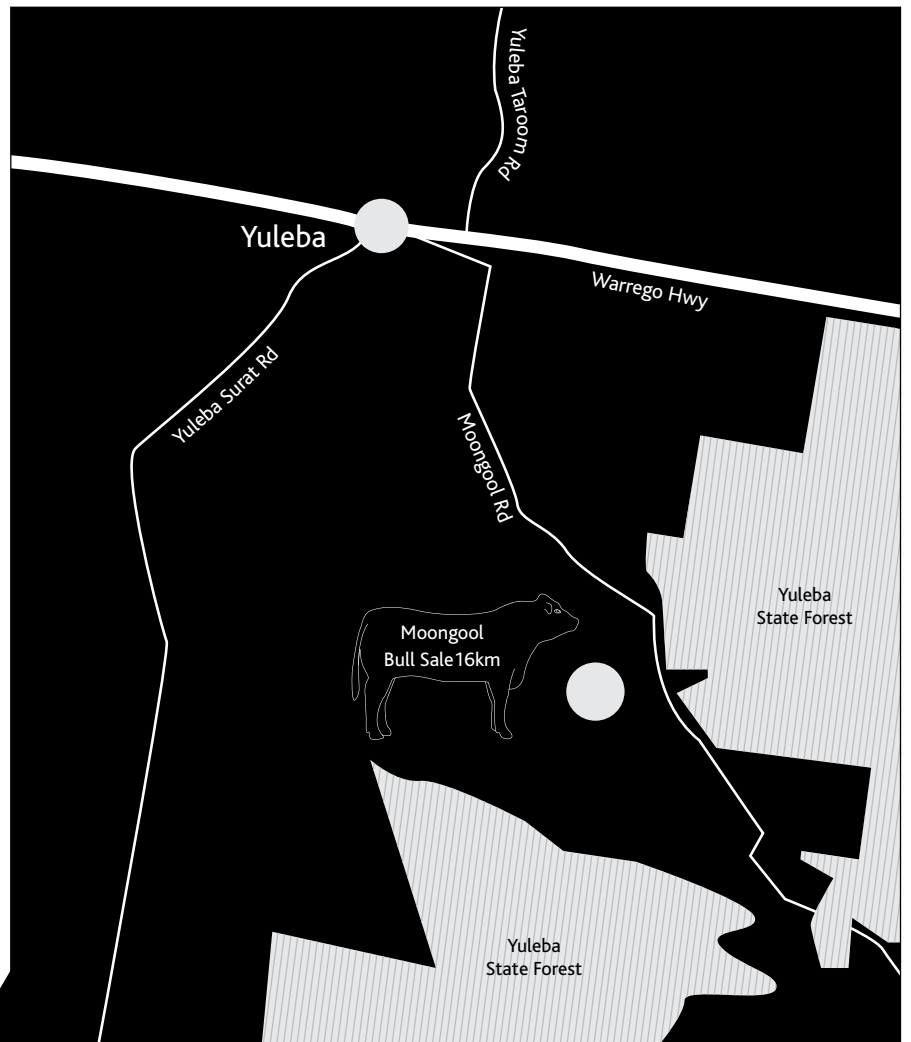 Yuleba Taroom Rd
Yuleba
Warrego Hwy
Yuleba Surat Rd
Moongool Rd
Yuleba
State Forest
Moongool
Bull Sale16km
Yuleba
State Forest